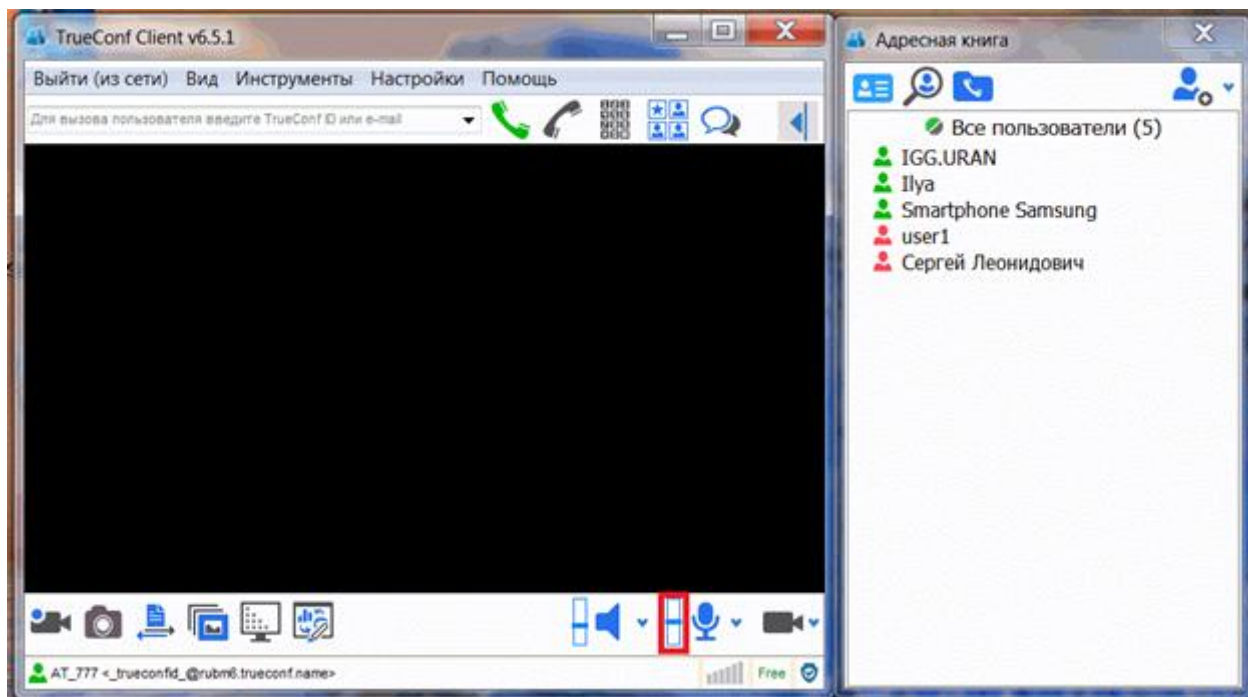 TrueConf Client v6.5.1
Выйти (из сети) Вид Инструменты Настройки Помощь
Для вызова пользователя введите TrueConf ID или e-mail
AT_777 <_trueconfid_@rubm6.trueconf.name>
Free
Адресная книга
Все пользователи (5)
IGG.URAN
Ilya
Smartphone Samsung
user1
Сергей Леонидович